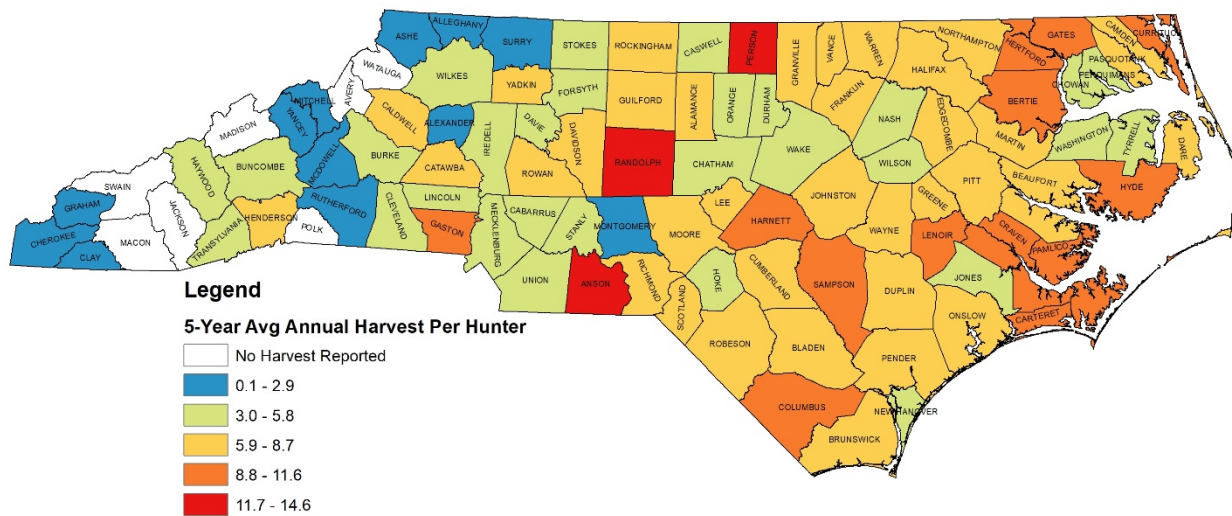 ALLEGHANY
ASHE
SURRY
STOKES
ROCKINGHAM
CASWELL
PERSON
GRANVILLE
VANCE
WARREN
NORTHAMPTON
HERTFORD
GATES
CAMDEN
CURRITUCK
PASQUOTANK
PERQUIMANS
CHOWAN
WATAUGA
WILKES
YADKIN
FORSYTH
GUILFORD
ALAMANCE
ORANGE
DURHAM
FRANKLIN
HALIFAX
BERTIE
AVERY
MITCHELL
YANCEY
CALDWELL
ALEXANDER
IREDELL
DAVIE
DAVIDSON
NASH
EDGECOMBE
MARTIN
WASHINGTON
TYRRELL
DARE
MADISON
HAYWOOD
BUNCOMBE
MCDOWELL
BURKE
CATAWBA
ROWAN
RANDOLPH
CHATHAM
WAKE
WILSON
PITT
BEAUFORT
HYDE
SWAIN
GRAHAM
JACKSON
TRANSYLVANIA
HENDERSON
RUTHERFORD
POLK
CLEVELAND
LINCOLN
GASTON
MECKLENBURG
CABARRUS
STANLY
MONTGOMERY
MOORE
LEE
HARNETT
JOHNSTON
WAYNE
GREENE
LENOIR
CRAVEN
PAMLICO
CHEROKEE
CLAY
MACON
UNION
ANSON
RICHMOND
SCOTLAND
HOKE
CUMBERLAND
SAMPSON
DUPLIN
JONES
ONSLOW
CARTERET
ROBESON
BLADEN
PENDER
COLUMBUS
BRUNSWICK
NEW HANOVER
Legend
5-Year Avg Annual Harvest Per Hunter
No Harvest Reported
0.1 - 2.9
3.0 - 5.8
5.9 - 8.7
8.8 - 11.6
11.7 - 14.6